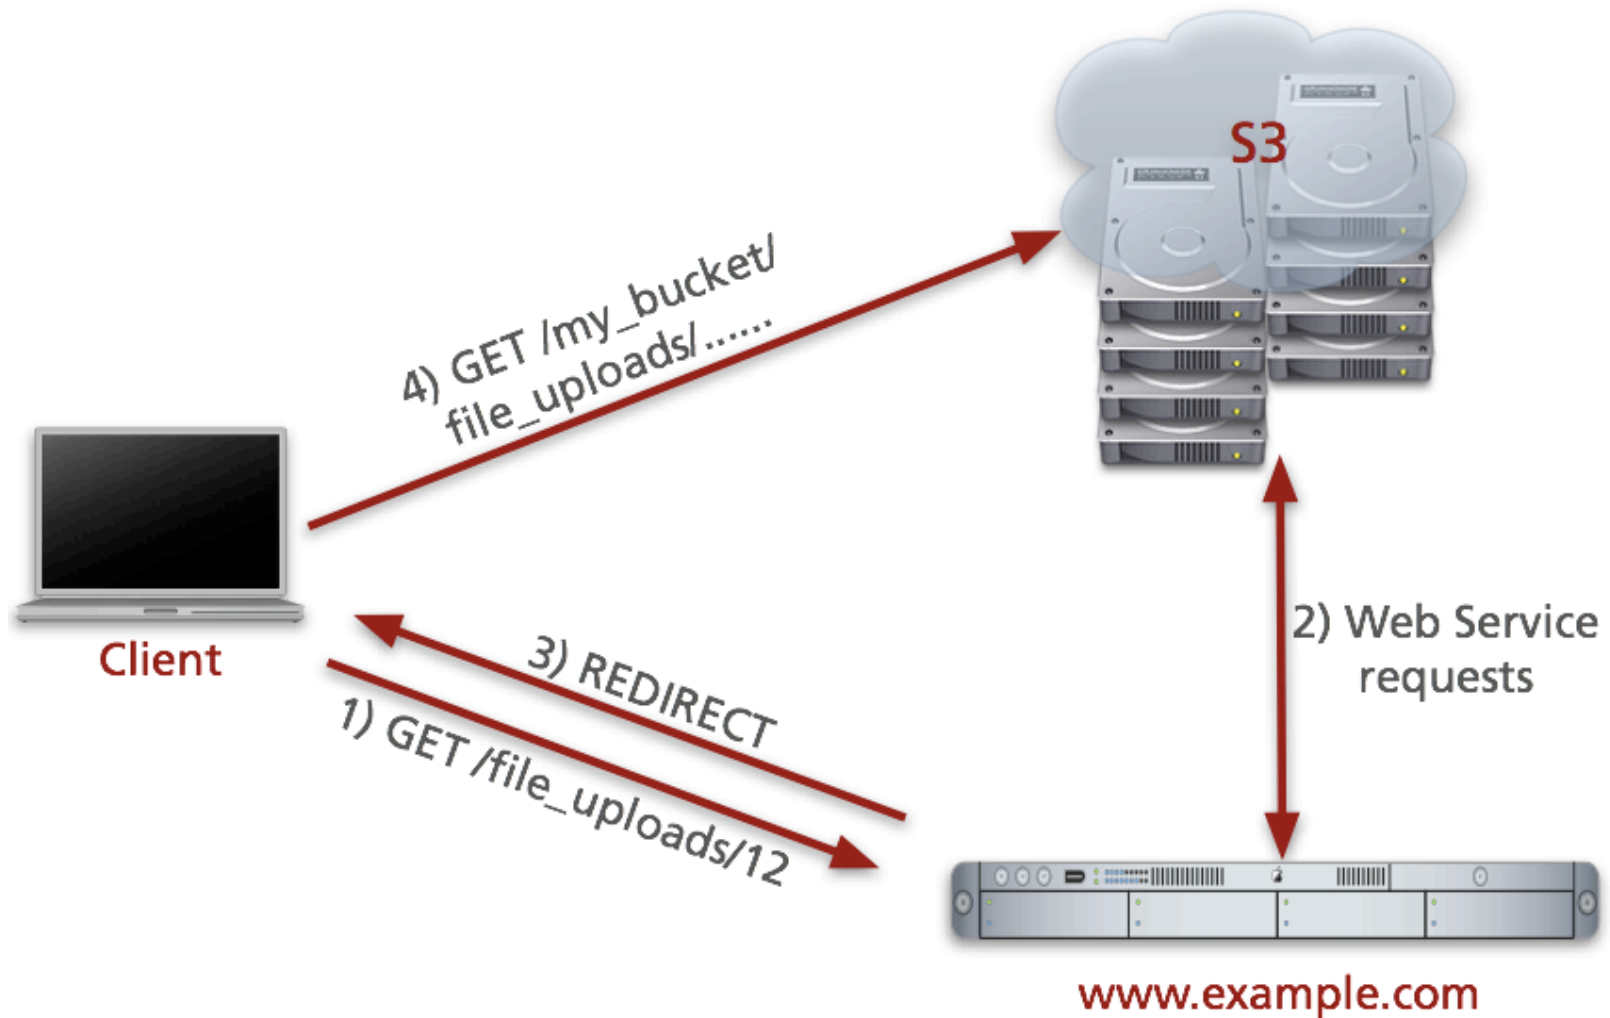 S3
4) GET /my_bucket/
file_uploads/......
Client
3) REDIRECT
1) GET /file_uploads/12
2) Web Service
requests
www.example.com